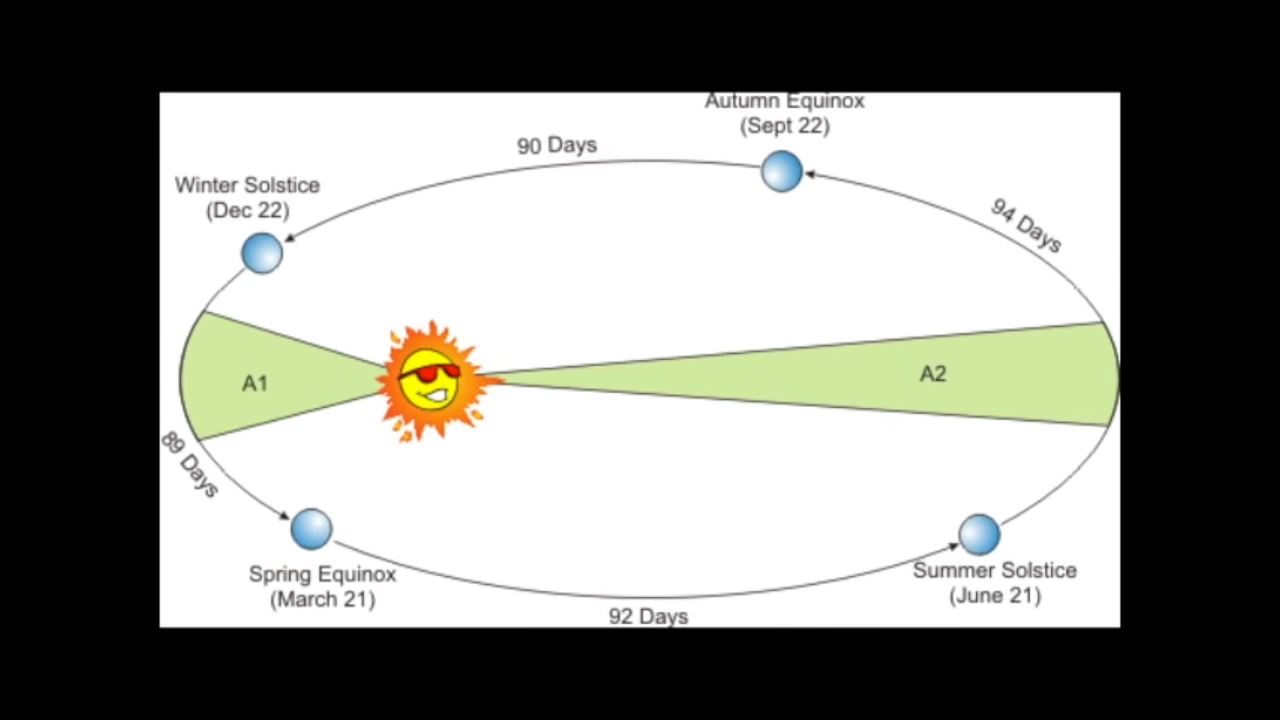 Autumn Equinox
(Sept 22)
90 Days
Winter Solstice
(Dec 22)
94 Days
A1
A2
89 Days
Spring Equinox
(March 21)
Summer Solstice
(June 21)
92 Days